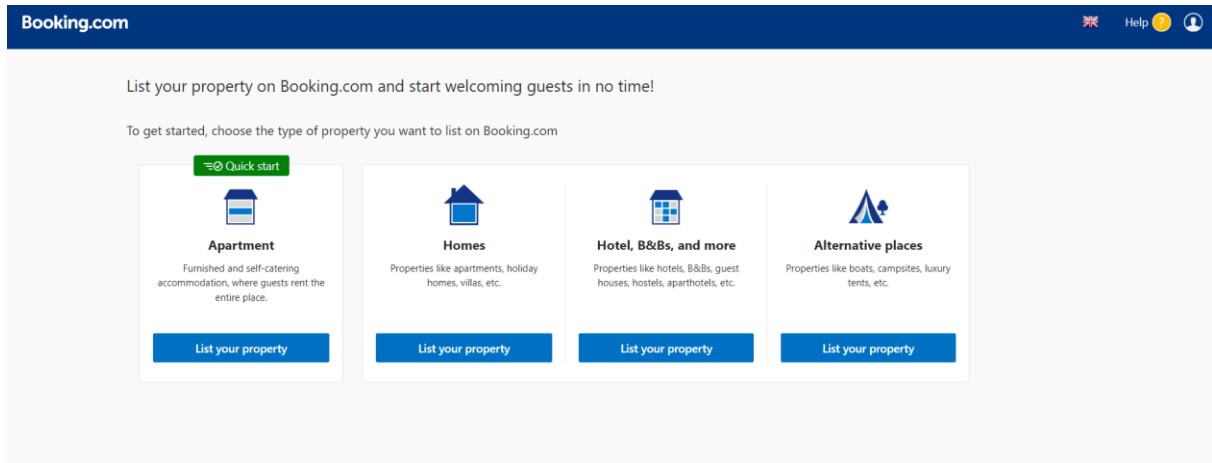 Booking.com
Help ?
List your property on Booking.com and start welcoming guests in no time!
To get started, choose the type of property you want to list on Booking.com
Quick start
Apartment
Furnished and self-catering
accommodation, where guests rent the
entire place.
List your property
Homes
Properties like apartments, holiday
homes, villas, etc.
List your property
Hotel, B&Bs, and more
Properties like hotels, B&Bs, guest
houses, hostels, aparthotels, etc.
List your property
Alternative places
Properties like boats, campsites, luxury
tents, etc.
List your property